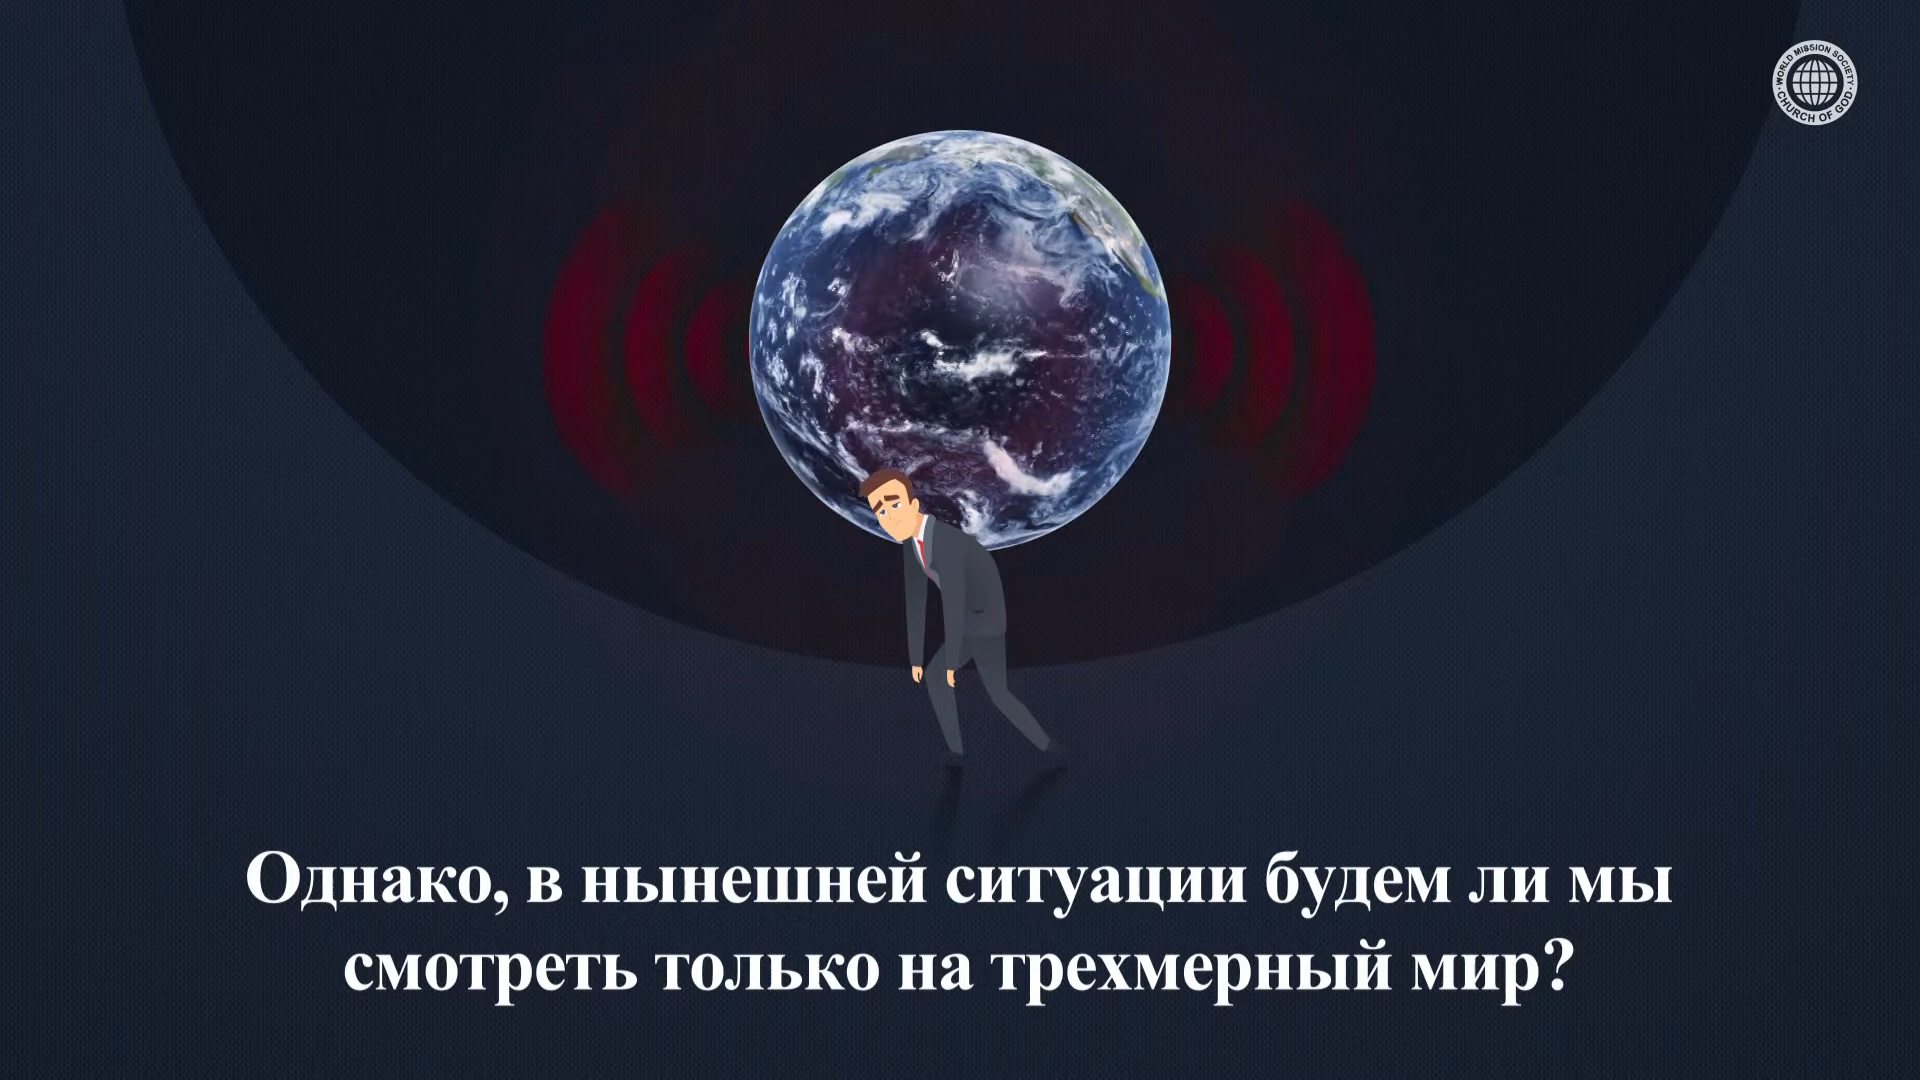 WORLD MISSION SOCIETY
CHURCH OF GOD
Однако, в нынешней ситуации будем ли мы
смотреть только на трехмерный мир?